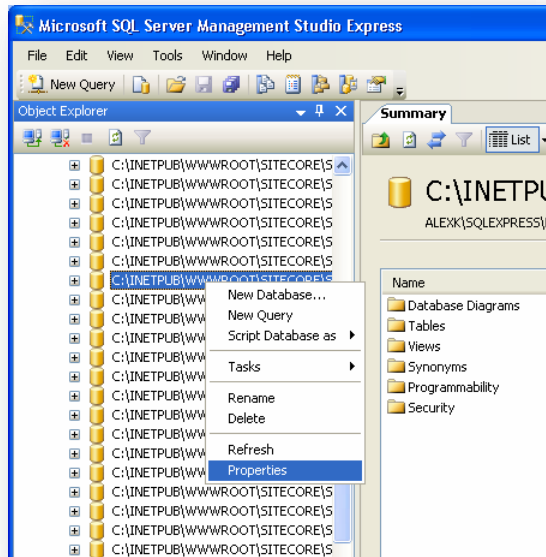 Microsoft SQL Server Management Studio Express
File Edit View Tools Window Help
New Query
Object Explorer
C:\INETPUB\WWWROOT\SITECORE\S
C:\INETPUB\WWWROOT\SITECORE\S
C:\INETPUB\WWWROOT\SITECORE\S
C:\INETPUB\WWWROOT\SITECORE\S
C:\INETPUB\WWWROOT\SITECORE\S
C:\INETPUB\WWWROOT\SITECORE\S
C:\INETPUB\WWWROOT\SITECORE\S
C:\INETPUB\WW
C:\INETPUB\WW
C:\INETPUB\WW
C:\INETPUB\WW
C:\INETPUB\WW
C:\INETPUB\WW
C:\INETPUB\WW
C:\INETPUB\WW
C:\INETPUB\WW
C:\INETPUB\WW
C:\INETPUB\WWWROOT\SITECORE\S
C:\INETPUB\WWWROOT\SITECORE\S
C:\INETPUB\WWWROOT\SITECORE\S
C:\INETPUB\WWWROOT\SITECORE\S
New Database...
New Query
Script Database as
Tasks
Rename
Delete
Refresh
Properties
Summary
List
C:\INETPU
ALEXK\SQLEXPRESS\
Name
Database Diagrams
Tables
Views
Synonyms
Programmability
Security